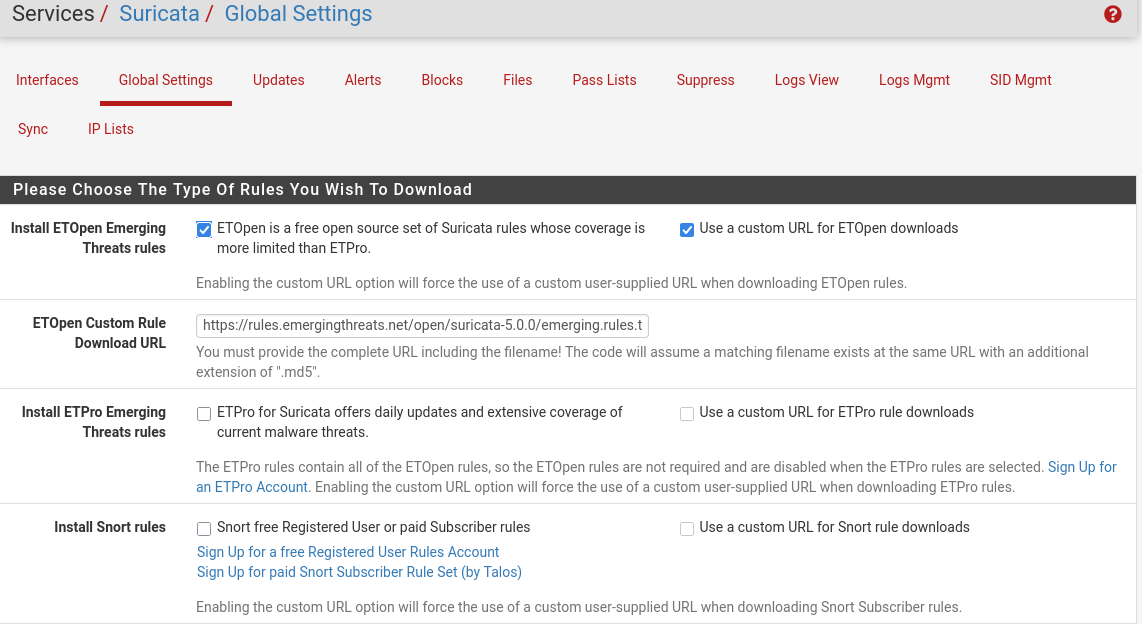 Services / Suricata / Global Settings
Interfaces Global Settings Updates Alerts Blocks Files Pass Lists Suppress Logs View Logs Mgmt SID Mgmt
Sync IP Lists
Please Choose The Type Of Rules You Wish To Download
Install ETOpen Emerging
Threats rules
ETOpen is a free open source set of Suricata rules whose coverage is
more limited than ETPro.
Use a custom URL for ETOpen downloads
Enabling the custom URL option will force the use of a custom user-supplied URL when downloading ETOpen rules.
ETOpen Custom Rule
Download URL
https://rules.emergingthreats.net/open/suricata-5.0.0/emerging.rules.t
You must provide the complete URL including the filename! The code will assume a matching filename exists at the same URL with an additional
extension of ".md5".
Install ETPro Emerging
Threats rules
ETPro for Suricata offers daily updates and extensive coverage of
current malware threats.
Use a custom URL for ETPro rule downloads
The ETPro rules contain all of the ETOpen rules, so the ETOpen rules are not required and are disabled when the ETPro rules are selected. Sign Up for
an ETPro Account. Enabling the custom URL option will force the use of a custom user-supplied URL when downloading ETPro rules.
Install Snort rules
Snort free Registered User or paid Subscriber rules
Use a custom URL for Snort rule downloads
Sign Up for a free Registered User Rules Account
Sign Up for paid Snort Subscriber Rule Set (by Talos)
Enabling the custom URL option will force the use of a custom user-supplied URL when downloading Snort Subscriber rules.